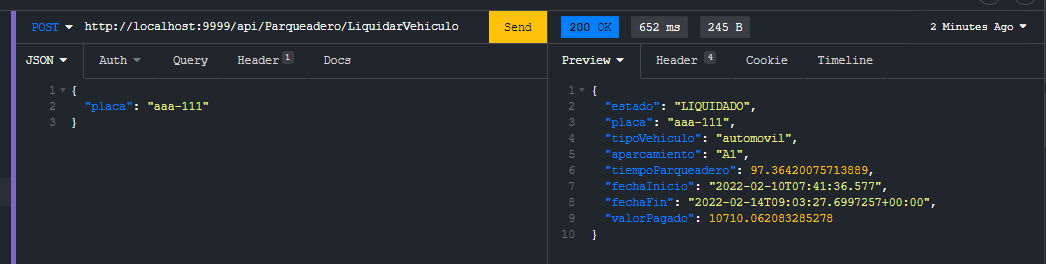 POST http://localhost:9999/api/Parqueadero/LiquidarVehiculo Send 200 OK 652 ms 245 B 2 Minutes Ago
JSON Auth Query Header 1 Docs Preview Header 4 Cookie Timeline
1 {
2 "placa": "aaa-111"
3 }
1 {
2 "estado": "LIQUIDADO",
3 "placa": "aaa-111",
4 "tipoVehiculo": "automovil",
5 "aparcamiento": "A1",
6 "tiempoParqueadero": 97.36420075713889,
7 "fechaInicio": "2022-02-10T07:41:36.577",
8 "fechaFin": "2022-02-14T09:03:27.6997257+00:00",
9 "valorPagado": 10710.062083285278
10 }